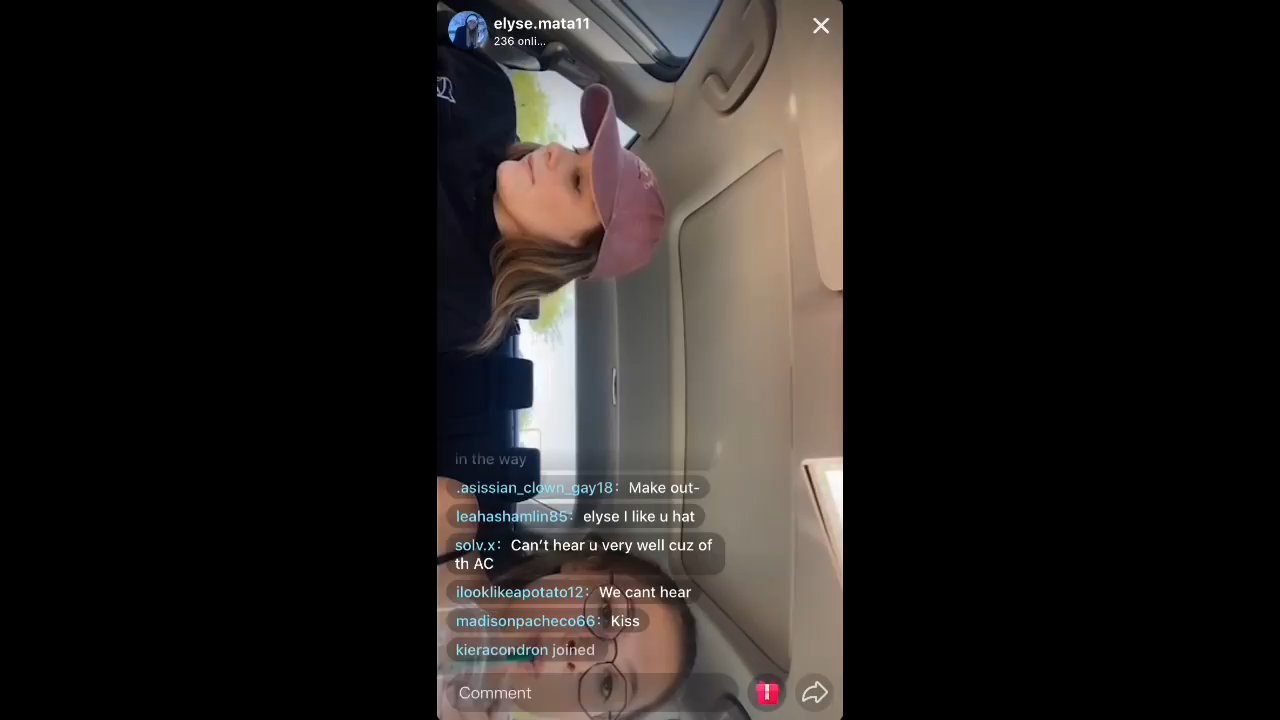 elyse.mata11
236 onli...
in the way
.asissian_clown_gay18: Make out-
leahashamlin85: elyse I like u hat
solv.x: Can't hear u very well cuz of
th AC
ilooklikeapotato12: We cant hear
madisonpacheco66: Kiss
kieracondron joined
Comment